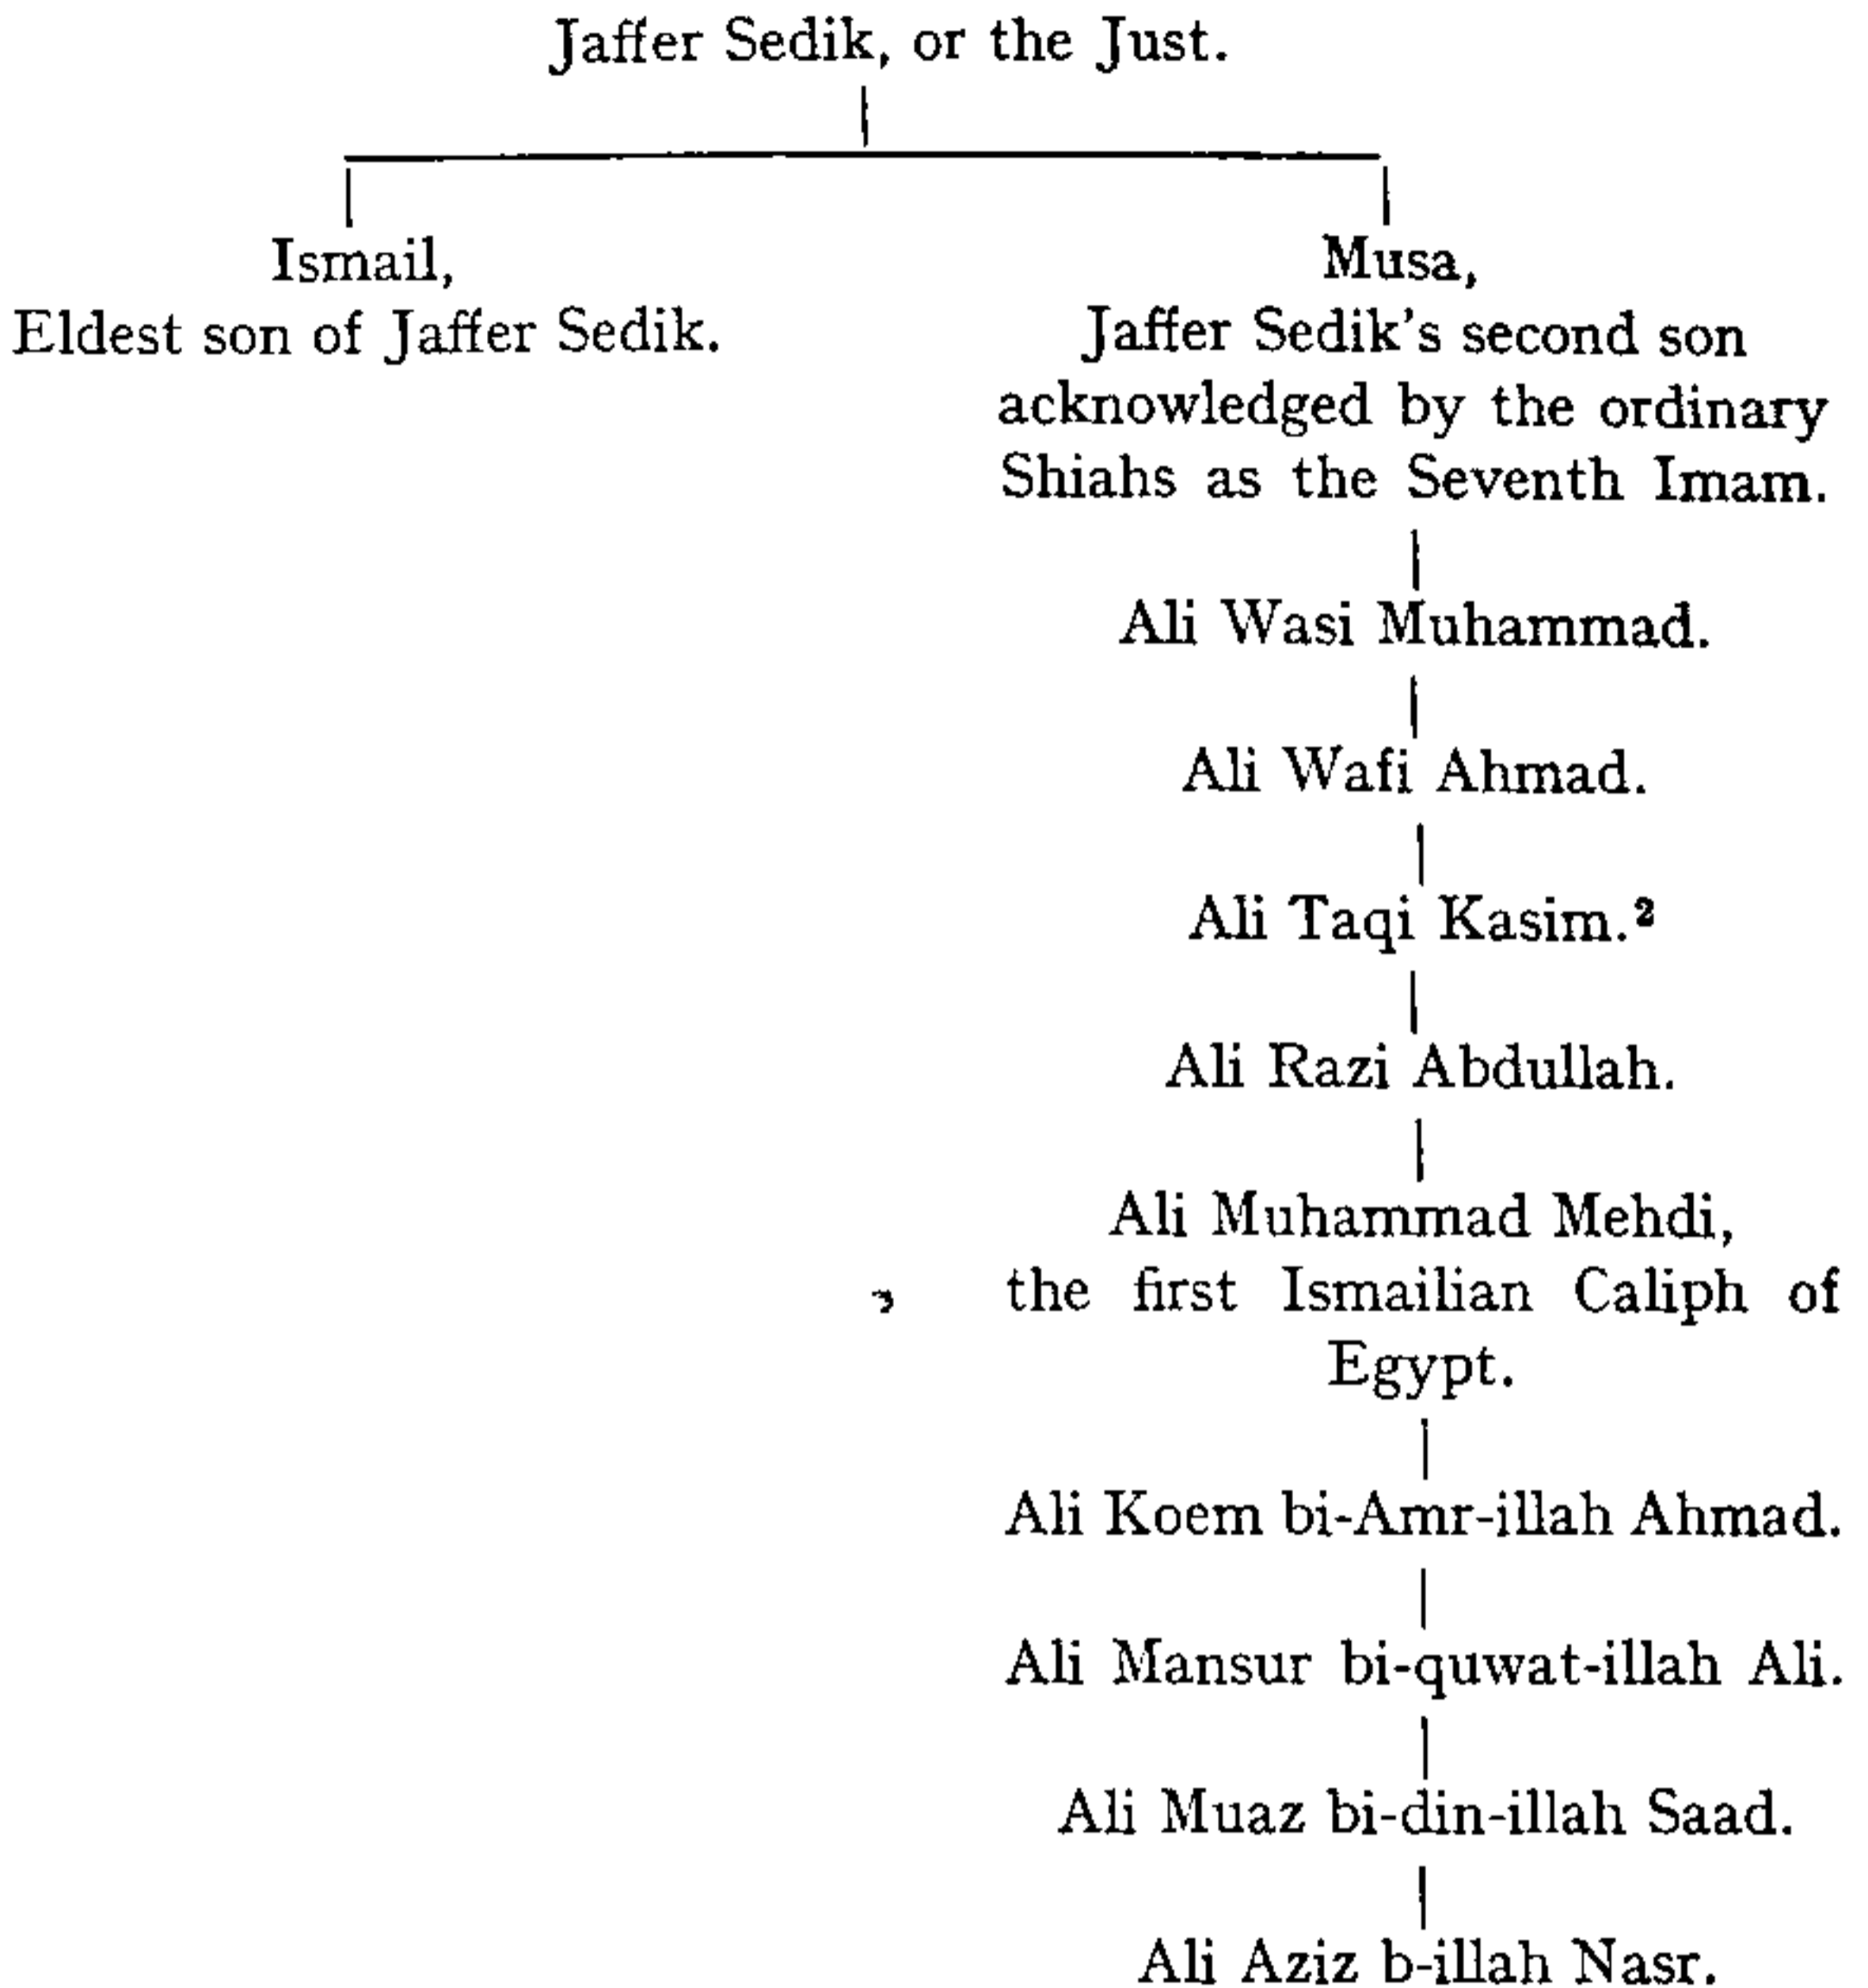 Jaffer Sedik, or the Just.
Ismail,
Eldest son of Jaffer Sedik.
Musa,
Jaffer Sedik's second son
acknowledged by the ordinary
Shiahs as the Seventh Imam.
Ali Wasi Muhammad.
Ali Wafi Ahmad.
Ali Taqi Kasim.²
Ali Razi Abdullah.
Ali Muhammad Mehdi,
the first Ismailian Caliph of
Egypt.
Ali Koem bi-Amr-illah Ahmad.
Ali Mansur bi-quwat-illah Ali.
Ali Muaz bi-din-illah Saad.
Ali Aziz b-illah Nasr.